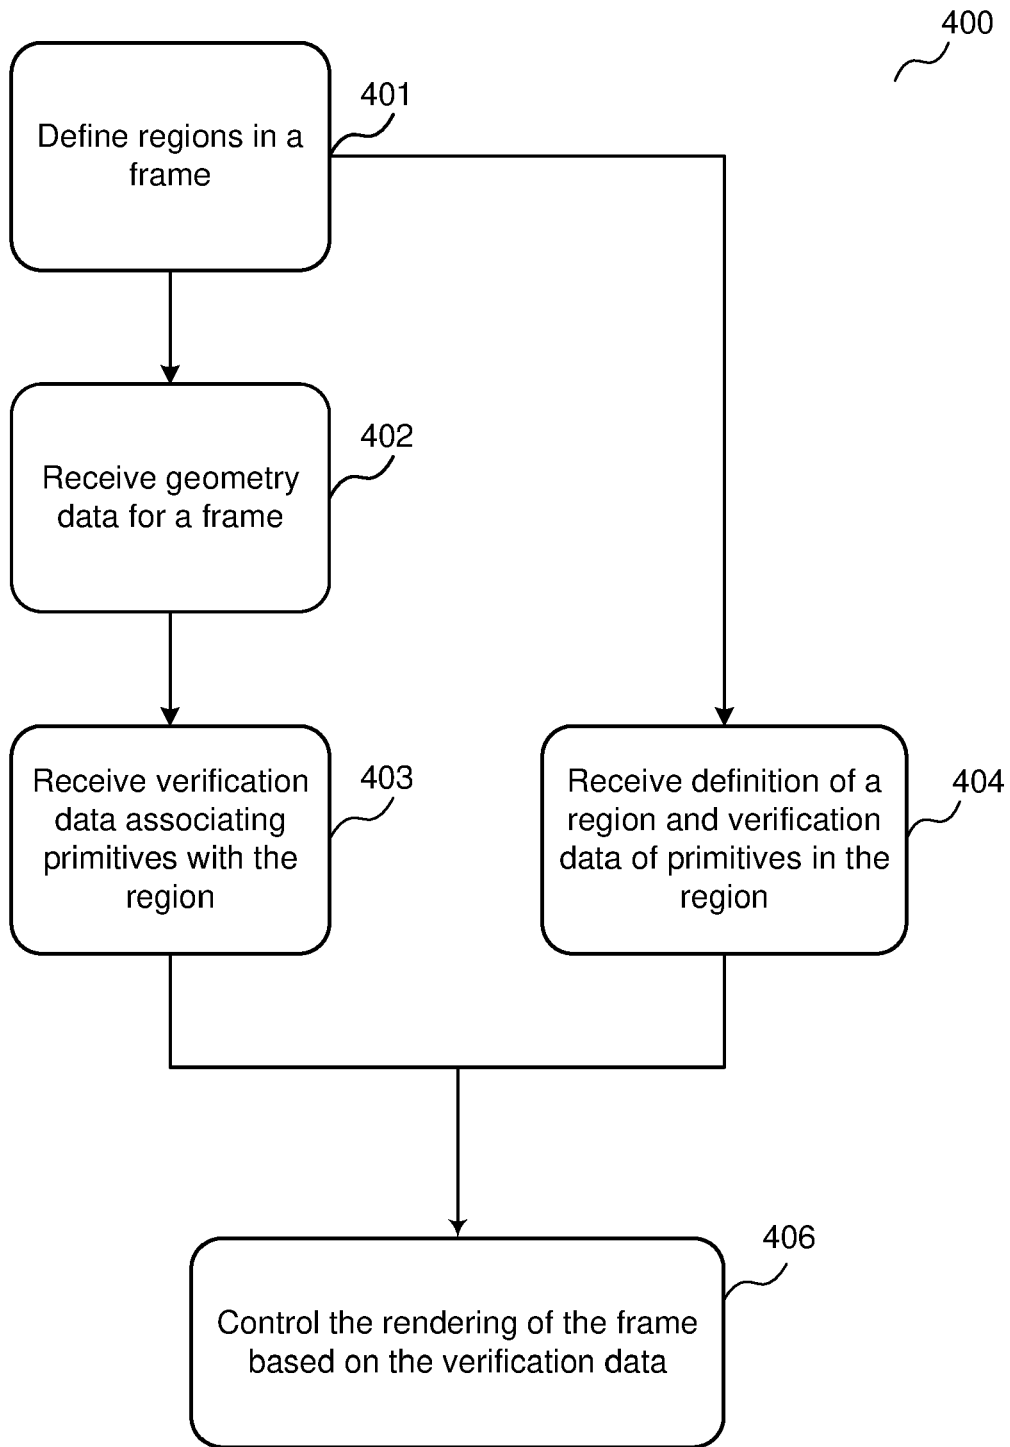 400
401
Define regions in a
frame
402
Receive geometry
data for a frame
403
Receive verification
data associating
primitives with the
region
404
Receive definition of a
region and verification
data of primitives in the
region
406
Control the rendering of the frame
based on the verification data